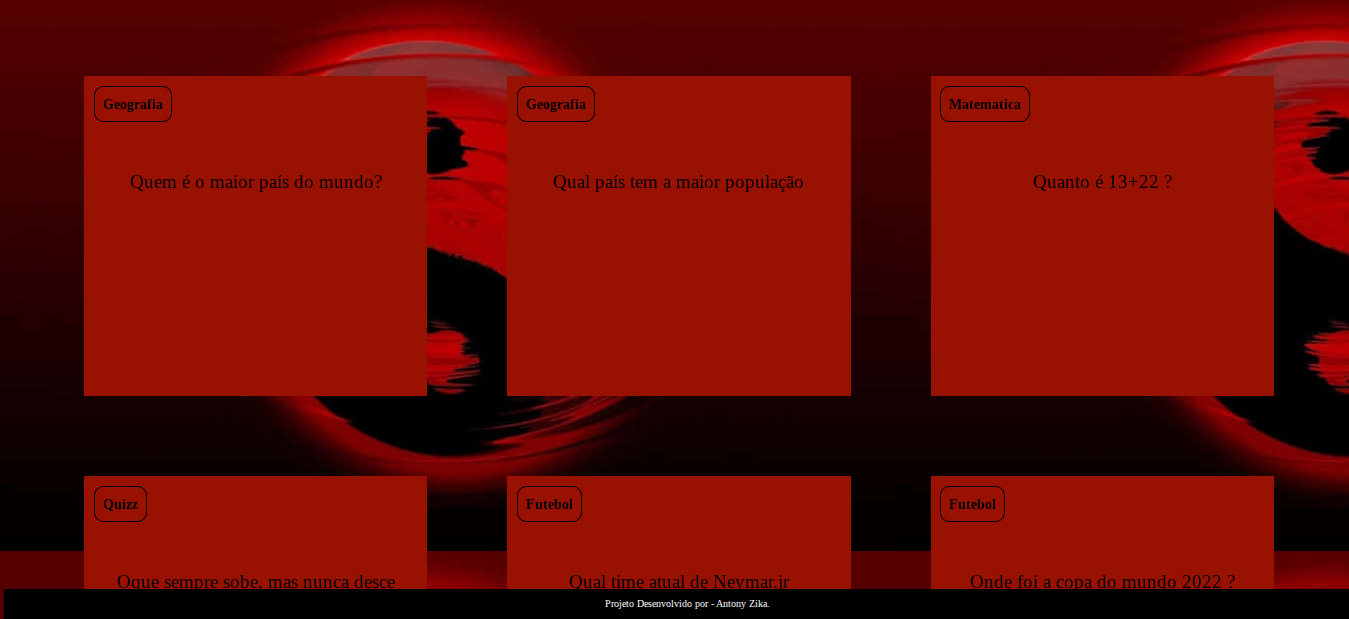 Geografia
Quem é o maior país do mundo?
Geografia
Qual país tem a maior população
Matematica
Quanto é 13+22 ?
Quizz
Oque sempre sobe, mas nunca desce
Futebol
Qual time atual de Neymar.jr
Futebol
Onde foi a copa do mundo 2022 ?
Projeto Desenvolvido por - Antony Zika.